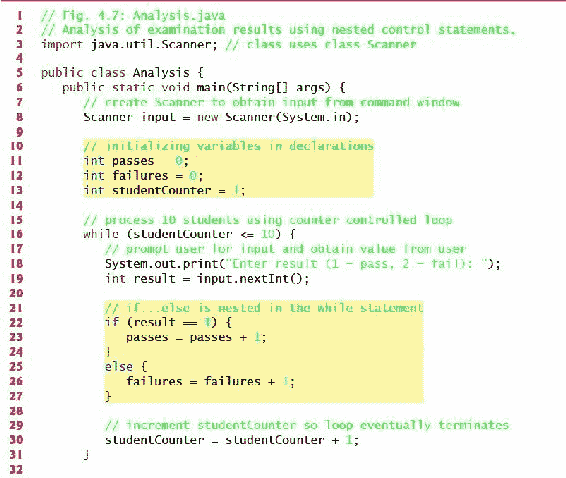 1 // Fig. 4.7: Analysis.java
2 // Analysis of examination results using nested control statements.
3 import java.util.Scanner; // class uses class Scanner
4
5 public class Analysis {
6 public static void main(String[] args) {
7 // create Scanner to obtain input from command window
8 Scanner input = new Scanner(System.in);
9
10 // initializing variables in declarations
11 int passes = 0;
12 int failures = 0;
13 int studentCounter = 1;
14
15 // process 10 students using counter controlled loop
16 while (studentCounter <= 10) {
17 // prompt user for input and obtain value from user
18 System.out.print("Enter result (1 = pass, 2 = fail): ");
19 int result = input.nextInt();
20
21 // if...else is nested in the while statement
22 if (result == 1) {
23 passes = passes + 1;
24 }
25 else {
26 failures = failures + 1;
27 }
28
29 // increment studentCounter so loop eventually terminates
30 studentCounter = studentCounter + 1;
31 }
32